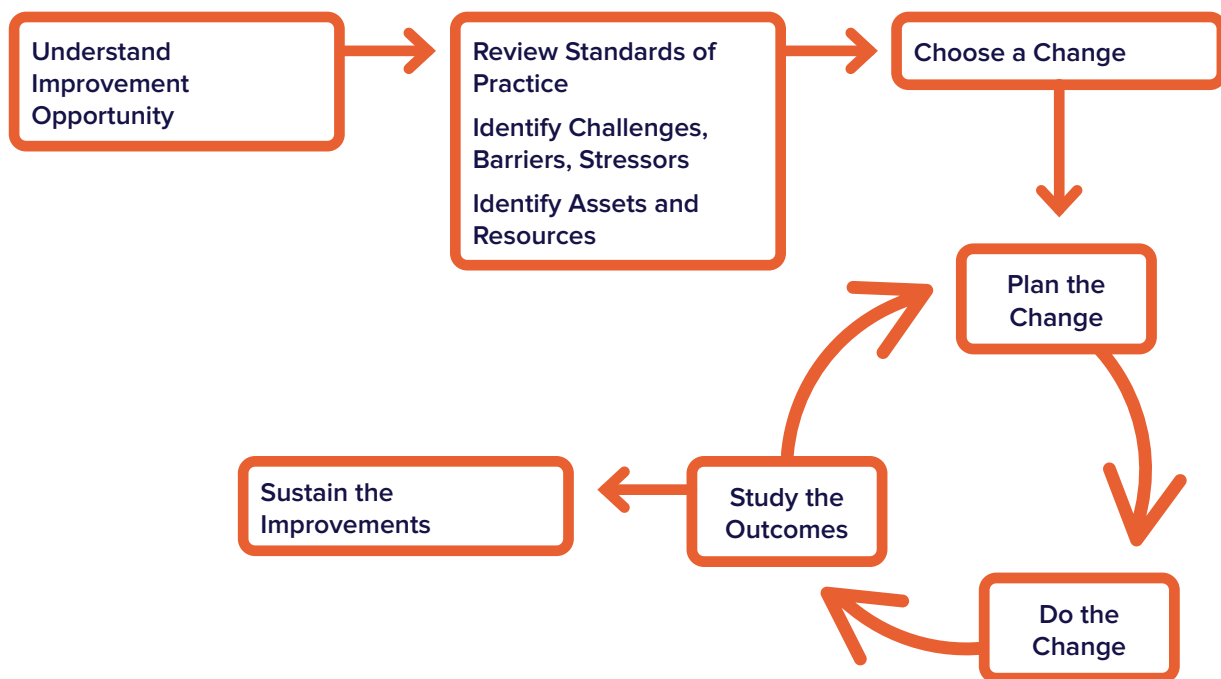 Understand
Improvement
Opportunity
Review Standards of
Practice
Identify Challenges,
Barriers, Stressors
Identify Assets and
Resources
Choose a Change
Plan the
Change
Do the
Change
Study the
Outcomes
Sustain the
Improvements